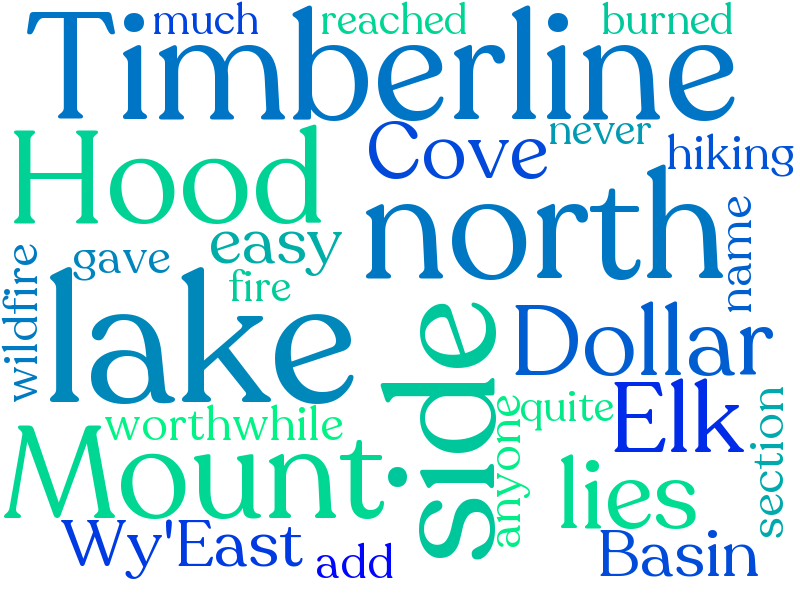 much
reached
burned
Timberline
Hood
Cove
never
hiking
north
name
easy
gave
fire
wildfire
lake
side
Dollar
Elk
quite
anyone
worthwhile
section
Mount
lies
Wy'East
add
Basin